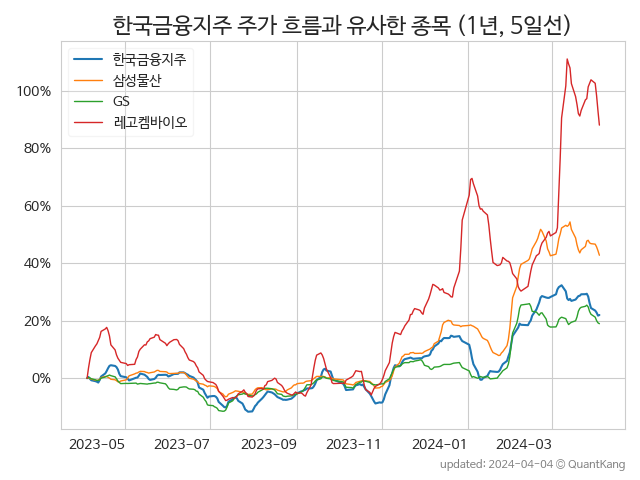 한국금융지주 주가 흐름과 유사한 종목 (1년, 5일선)
한국금융지주
삼성물산
GS
레고켐바이오
100%
80%
60%
40%
20%
0%
2023-05 2023-07 2023-09 2023-11 2024-01 2024-03
updated: 2024-04-04 © QuantKang